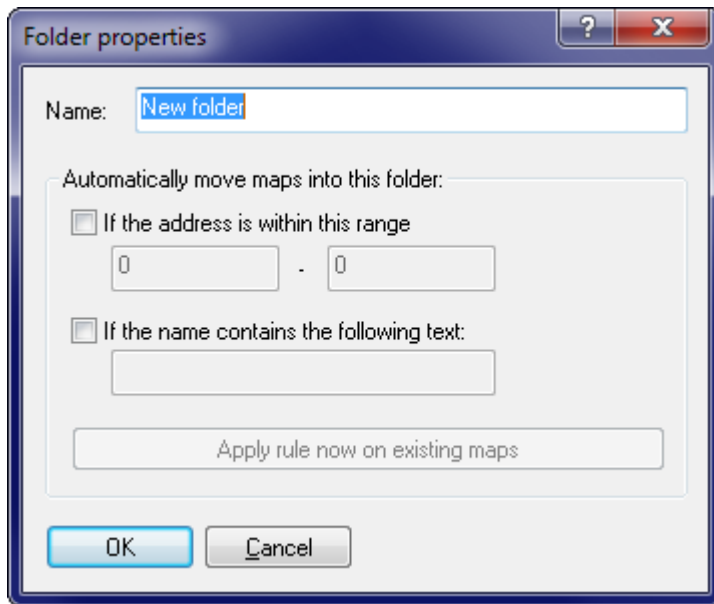 Folder properties
?
Name: New folder
Automatically move maps into this folder:
If the address is within this range
0 - 0
If the name contains the following text:
Apply rule now on existing maps
OK Cancel